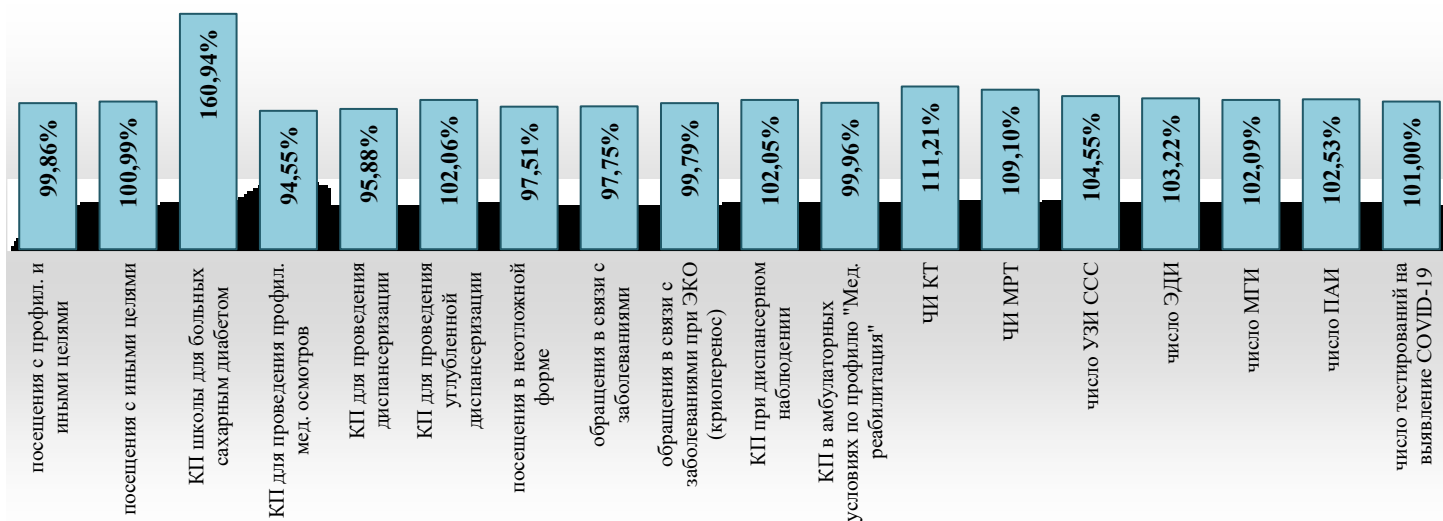 99,86%
100,99%
160,94%
94,55%
95,88%
102,06%
97,51%
97,75%
99,79%
102,05%
99,96%
111,21%
109,10%
104,55%
103,22%
102,09%
102,53%
101,00%
посещения с профил. и
иными целями
посещения с иными целями
КП школы для больных
сахарным диабетом
КП для проведения профил.
мед. осмотров
КП для проведения
диспансеризации
КП для проведения
углубленной
диспансеризации
посещения в неотложной
форме
обращения в связи с
заболеваниями
обращения в связи с
заболеваниями при ЭКО
(криоперенос)
КП при диспансерном
наблюдении
КП в амбулаторных
условиях по профилю "Мед.
реабилитация"
ЧИ КТ
ЧИ МРТ
число УЗИ ССС
число ЭДИ
число МГИ
число ПАИ
число тестирований на
выявление COVID-19